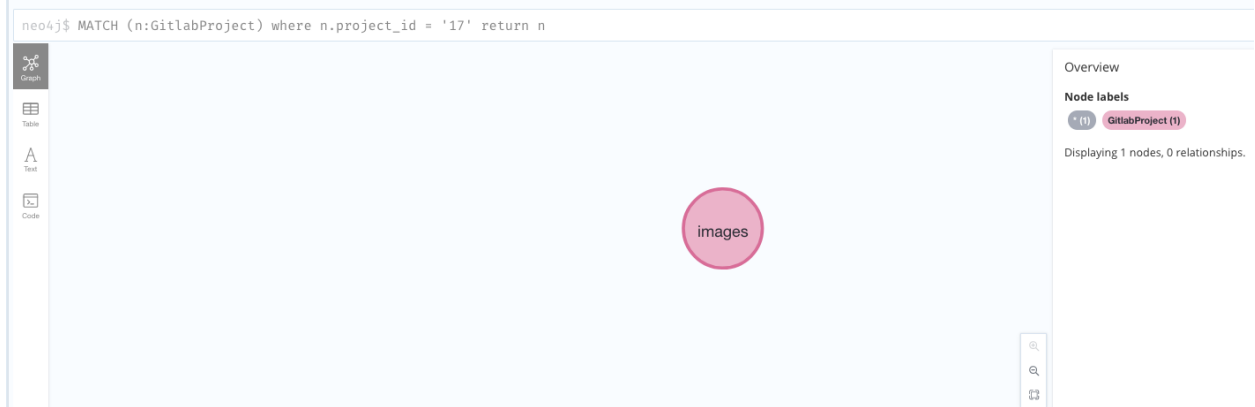 neo4j$ MATCH (n:GitlabProject) where n.project_id = '17' return n
Graph
Table
Text
Code
images
Overview
Node labels
* (1) GitlabProject (1)
Displaying 1 nodes, 0 relationships.